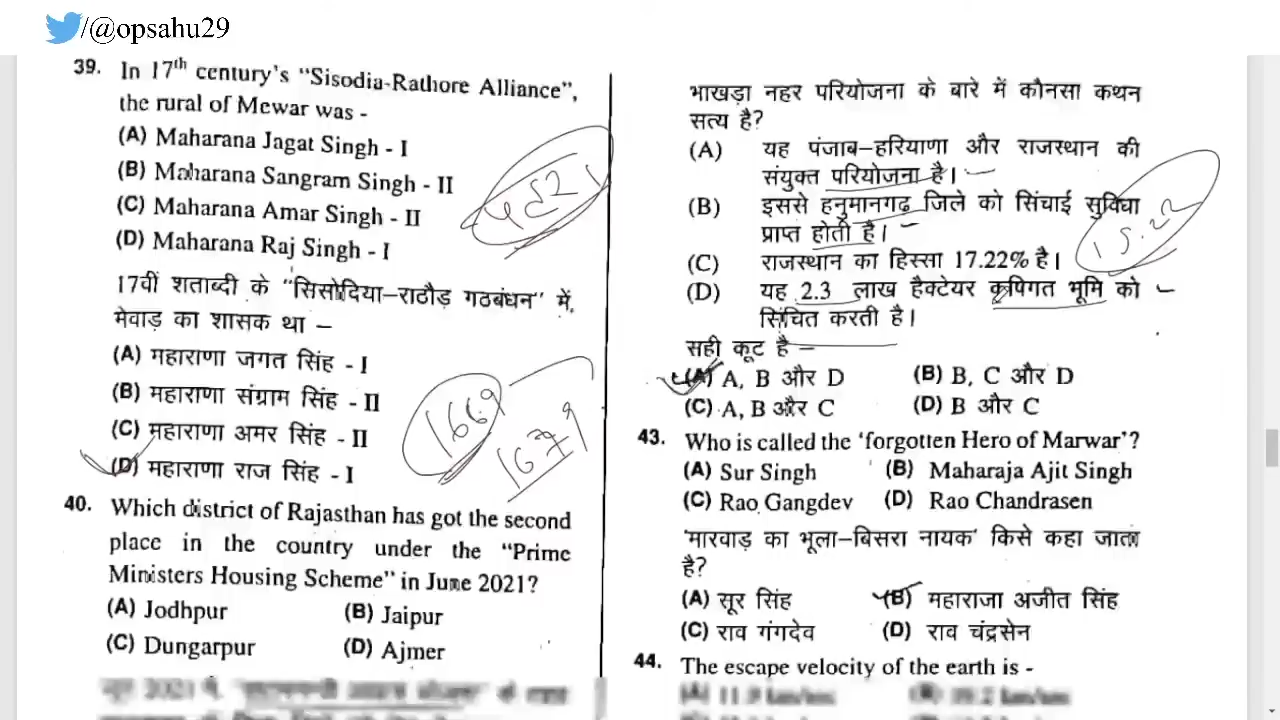 /@opsahu29
39. In 17th century's "Sisodia-Rathore Alliance",
the rural of Mewar was -
(A) Maharana Jagat Singh - I
(B) Maharana Sangram Singh - II
(C) Maharana Amar Singh - II
(D) Maharana Raj Singh - I
17वीं शताब्दी के "सिसोदिया–राठौड़ गठबंधन" में,
मेवाड़ का शासक था –
(A) महाराणा जगत सिंह - I
(B) महाराणा संग्राम सिंह - II
(C) महाराणा अमर सिंह - II
(D) महाराणा राज सिंह - I
1669
1679
40. Which district of Rajasthan has got the second
place in the country under the "Prime
Ministers Housing Scheme" in June 2021?
(A) Jodhpur (B) Jaipur
(C) Dungarpur (D) Ajmer
भाखड़ा नहर परियोजना के बारे में कौनसा कथन
सत्य है?
(A) यह पंजाब–हरियाणा और राजस्थान की
संयुक्त परियोजना है।
(B) इससे हनुमानगढ़ जिले को सिंचाई सुविधा
प्राप्त होती है।
(C) राजस्थान का हिस्सा 17.22% है।
15.22
(D) यह 2.3 लाख हैक्टेयर कृषिगत भूमि को
सिंचित करती है।
सही कूट है –
(A) A, B और D (B) B, C और D
(C) A, B और C (D) B और C
43. Who is called the 'forgotten Hero of Marwar'?
(A) Sur Singh (B) Maharaja Ajit Singh
(C) Rao Gangdev (D) Rao Chandrasen
'मारवाड़ का भूला–बिसरा नायक' किसे कहा जाता
है?
(A) सूर सिंह (B) महाराजा अजीत सिंह
(C) राव गंगदेव (D) राव चंद्रसेन
44. The escape velocity of the earth is -